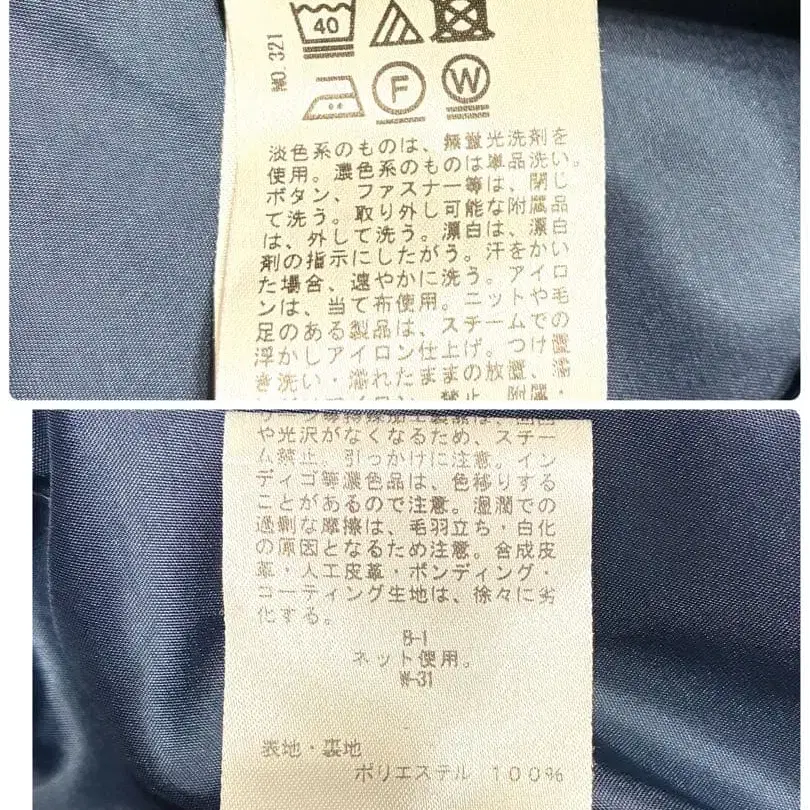 40
NO.321
F
W
淡色系のものは、無蛍光洗剤を
使用。濃色系のものは単品洗い。
ボタン、ファスナー等は、閉じ
て洗う。取り外し可能な附属品
は、外して洗う。漂白は、漂白
剤の指示にしたがう。汗をかい
た場合、速やかに洗う。アイロ
ンは、当て布使用。ニットや毛
足のある製品は、スチームでの
浮かしアイロン仕上げ。つけ置
き洗い・濡れたままの放置、濡
や光沢がなくなるため、スチー
ム禁止。引っかけに注意。イン
ディゴ等濃色品は、色移りする
ことがあるので注意。湿潤での
過剰な摩擦は、毛羽立ち・白化
の原因となるため注意。合成皮
革・人工皮革・ボンディング・
コーティング生地は、徐々に劣
化する。
B-1
ネット使用。
W-31
表地・裏地
ポリエステル 100%